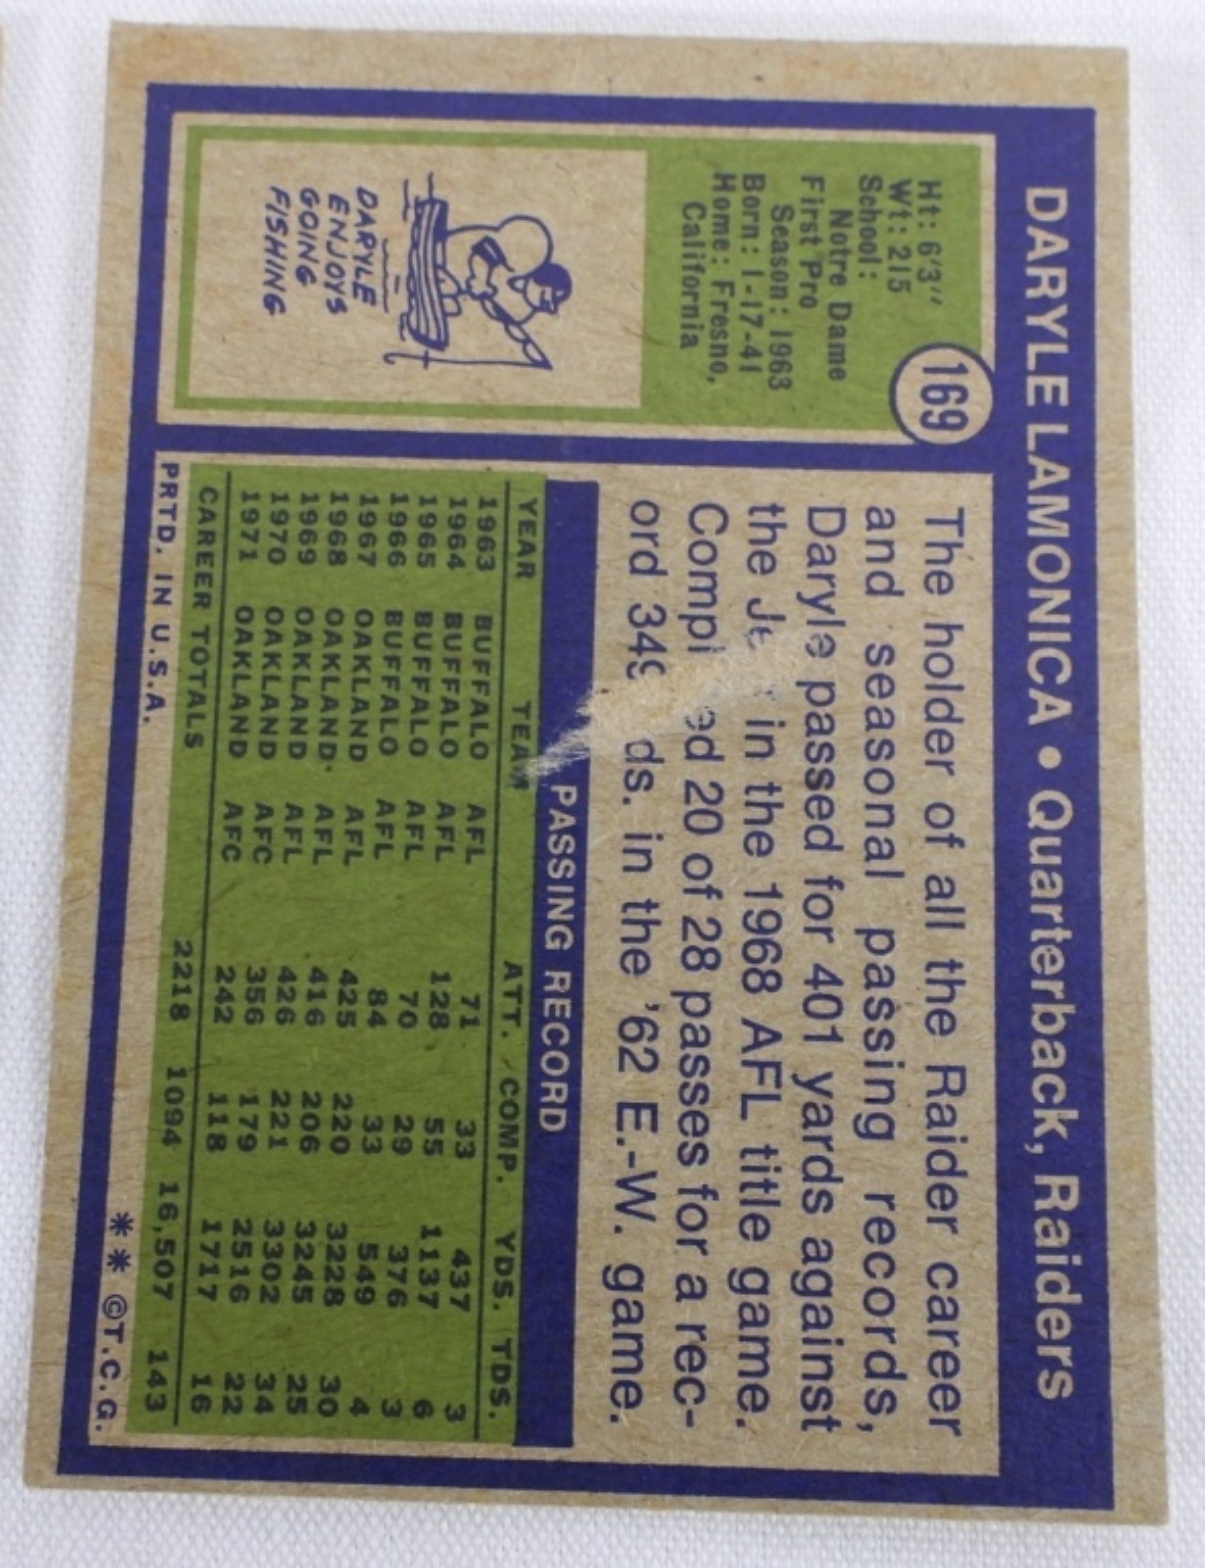 DARYLE LAMONICA • Quarterback, Raiders
169
Ht: 6'3"
Wt: 215
School:
Notre Dame
First Pro
Season: 1963
Born: 1-17-41
Home: Fresno,
California
DARYLE
ENJOYS
GOING
FISHING
The holder of all the Raider career
and seasonal passing records,
Daryle passed for 401 yards against
the in the 1968 AFL title game.
20 of 28 passes for a rec-
ord in the '62 E.-W. game.
PASSING RECORD
YEAR TEAM ATT. COMP. YDS. TDS.
1963 BUFFALO AFL 71 33 437 3
1964 BUFFALO AFL 128 55 1137 6
1965 BUFFALO AFL 70 29 376 3
1966 BUFFALO AFL 84 33 549 4
1967 OAKLAND AFL 425 220 3228 30
1968 OAKLAND AFL 416 206 3245 25
1969 OAKLAND AFL 426 221 3302 34
1970 OAKLAND AFC 356 179 2516 22
1971 OAKLAND AFC 242 118 1717 16
CAREER TOTALS 2218 1094 16,507 143
PRTD. IN U.S.A. ** ©T.C.G.